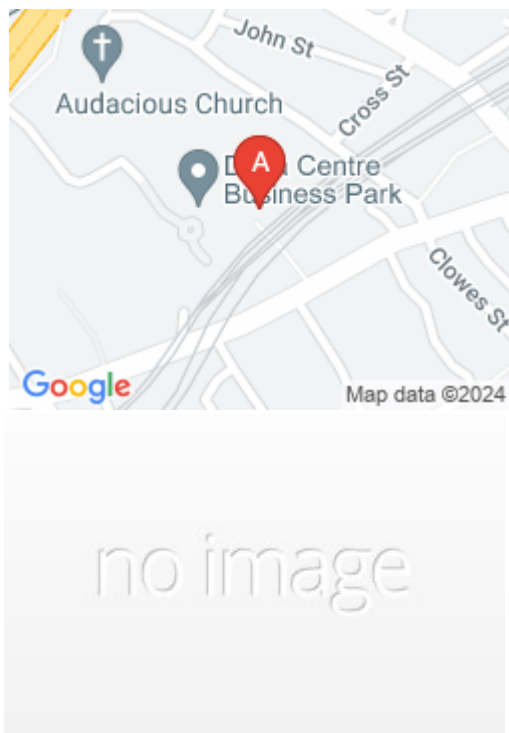 John St
Audacious Church
Cross St
A
Centre
Business Park
Clowes St
Google
Map data ©2024
no image